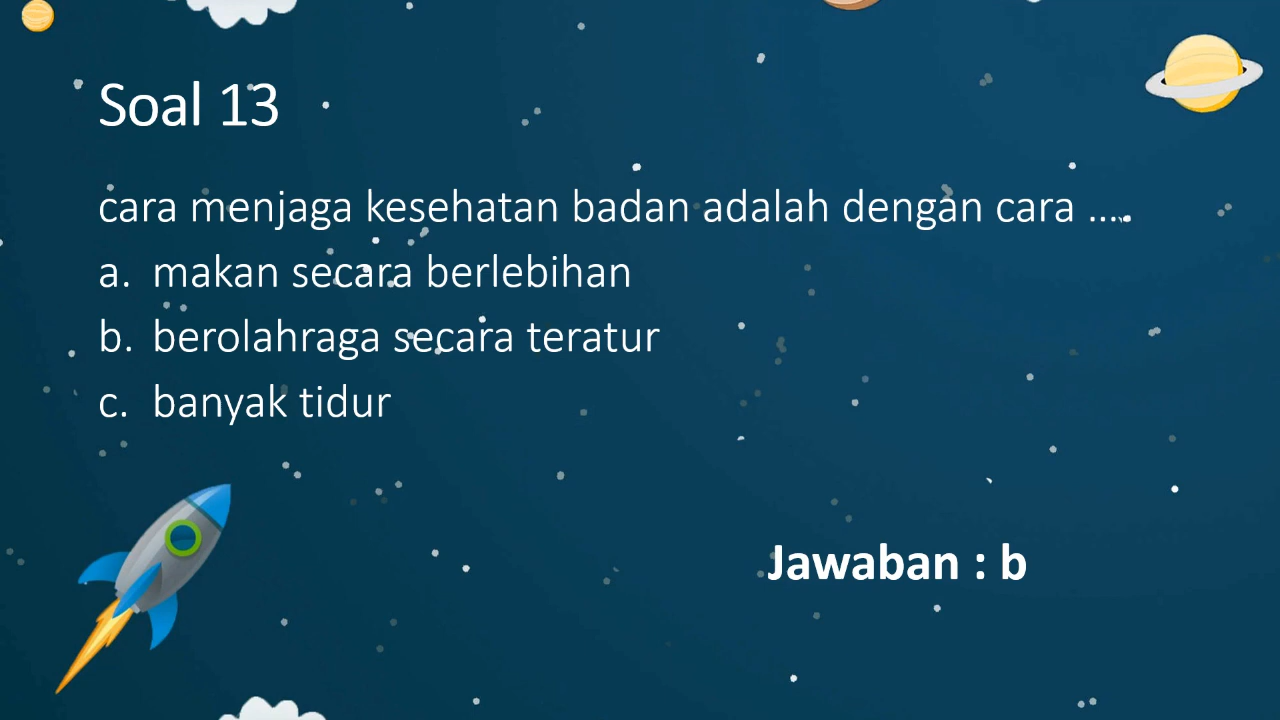 Soal 13
cara menjaga kesehatan badan adalah dengan cara ....
a. makan secara berlebihan
b. berolahraga secara teratur
c. banyak tidur
Jawaban : b